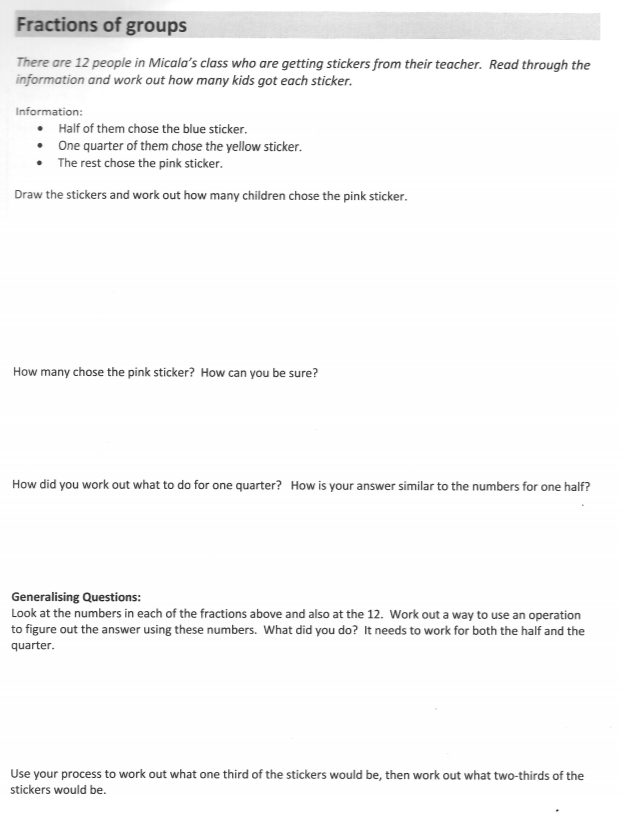 Fractions of groups
There are 12 people in Micala's class who are getting stickers from their teacher. Read through the
information and work out how many kids got each sticker.
Information:
• Half of them chose the blue sticker.
• One quarter of them chose the yellow sticker.
• The rest chose the pink sticker.
Draw the stickers and work out how many children chose the pink sticker.
How many chose the pink sticker? How can you be sure?
How did you work out what to do for one quarter? How is your answer similar to the numbers for one half?
Generalising Questions:
Look at the numbers in each of the fractions above and also at the 12. Work out a way to use an operation
to figure out the answer using these numbers. What did you do? It needs to work for both the half and the
quarter.
Use your process to work out what one third of the stickers would be, then work out what two-thirds of the
stickers would be.